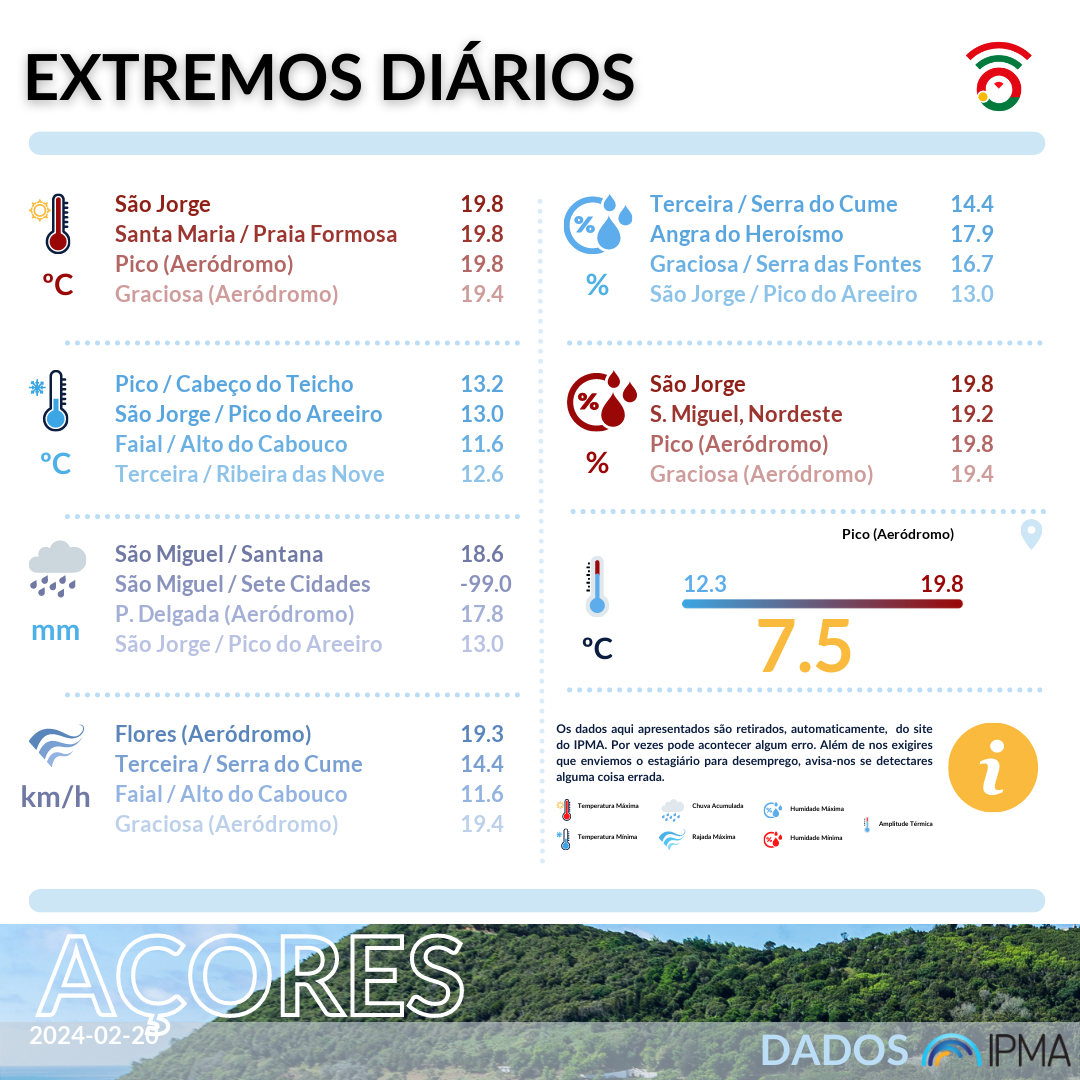 EXTREMOS DIÁRIOS
São Jorge 19.8
Santa Maria / Praia Formosa 19.8
Pico (Aeródromo) 19.8
Graciosa (Aeródromo) 19.4
ºC
Pico / Cabeço do Teicho 13.2
São Jorge / Pico do Areeiro 13.0
Faial / Alto do Cabouco 11.6
Terceira / Ribeira das Nove 12.6
ºC
São Miguel / Santana 18.6
São Miguel / Sete Cidades -99.0
P. Delgada (Aeródromo) 17.8
São Jorge / Pico do Areeiro 13.0
mm
Flores (Aeródromo) 19.3
Terceira / Serra do Cume 14.4
Faial / Alto do Cabouco 11.6
Graciosa (Aeródromo) 19.4
km/h
%
Terceira / Serra do Cume 14.4
Angra do Heroísmo 17.9
Graciosa / Serra das Fontes 16.7
São Jorge / Pico do Areeiro 13.0
%
%
São Jorge 19.8
S. Miguel, Nordeste 19.2
Pico (Aeródromo) 19.8
Graciosa (Aeródromo) 19.4
%
Pico (Aeródromo)
12.3 19.8
7.5
ºC
Os dados aqui apresentados são retirados, automaticamente, do site
do IPMA. Por vezes pode acontecer algum erro. Além de nos exigires
que enviemos o estagiário para desemprego, avisa-nos se detectares
alguma coisa errada.
i
Temperatura Máxima Chuva Acumulada Humidade Máxima
Amplitude Térmica
Temperatura Mínima Rajada Máxima Humidade Mínima
AÇORES
2024-02-20
DADOS IPMA